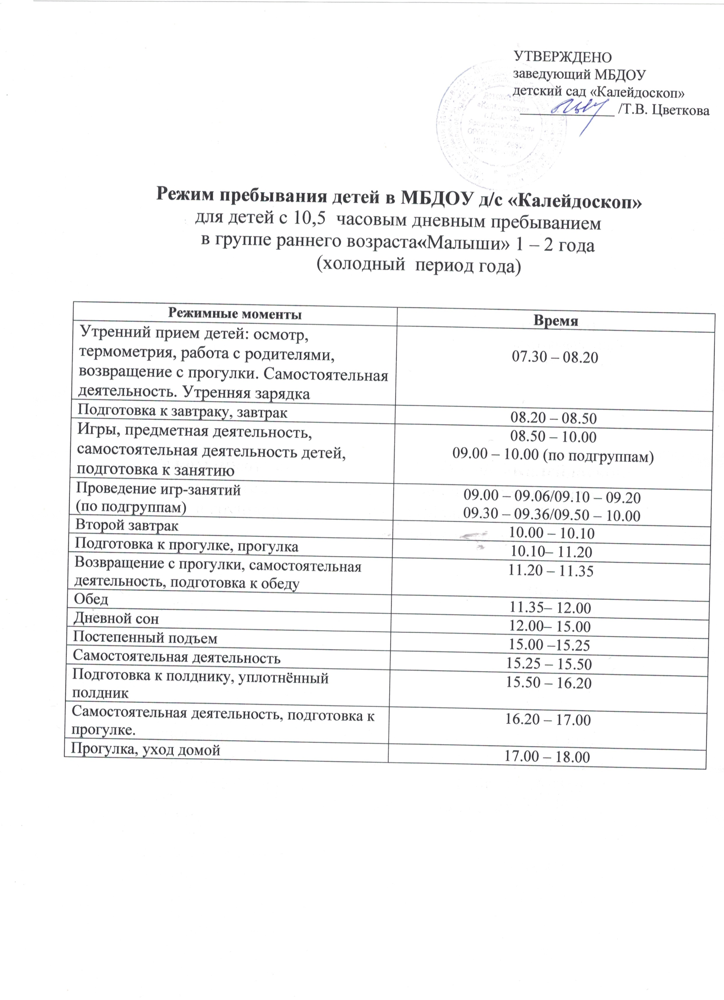 УТВЕРЖДЕНО
заведующий МБДОУ
детский сад «Калейдоскоп»
/Т.В. Цветкова
Детский сад
«Калейдоскоп»
Режим пребывания детей в МБДОУ д/с «Калейдоскоп»
для детей с 10,5 часовым дневным пребыванием
в группе раннего возраста«Малыши» 1 – 2 года
(холодный период года)
Режимные моменты Время
Утренний прием детей: осмотр,
термометрия, работа с родителями,
возвращение с прогулки. Самостоятельная
деятельность. Утренняя зарядка
07.30 – 08.20
Подготовка к завтраку, завтрак 08.20 – 08.50
Игры, предметная деятельность,
самостоятельная деятельность детей,
подготовка к занятию
08.50 – 10.00
09.00 – 10.00 (по подгруппам)
Проведение игр-занятий
(по подгруппам)
09.00 – 09.06/09.10 – 09.20
09.30 – 09.36/09.50 – 10.00
Второй завтрак 10.00 – 10.10
Подготовка к прогулке, прогулка 10.10– 11.20
Возвращение с прогулки, самостоятельная
деятельность, подготовка к обеду
11.20 – 11.35
Обед 11.35– 12.00
Дневной сон 12.00– 15.00
Постепенный подъем 15.00 –15.25
Самостоятельная деятельность 15.25 – 15.50
Подготовка к полднику, уплотнённый
полдник
15.50 – 16.20
Самостоятельная деятельность, подготовка к
прогулке.
16.20 – 17.00
Прогулка, уход домой 17.00 – 18.00